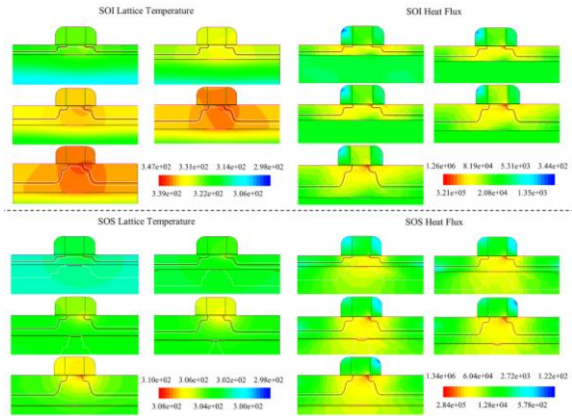 SOI Lattice Temperature
SOI Heat Flux
3.47e+02 3.31e+02 3.14e+02 2.98e+02
3.39e+02 3.22e+02 3.06e+02
1.26e+06 8.19e+04 5.31e+03 3.44e+02
3.21e+05 2.08e+04 1.35e+03
SOS Lattice Temperature
SOS Heat Flux
3.10e+02 3.06e+02 3.02e+02 2.98e+02
3.08e+02 3.04e+02 3.00e+02
1.34e+06 6.04e+04 2.72e+03 1.22e+02
2.84e+05 1.28e+04 5.78e+02